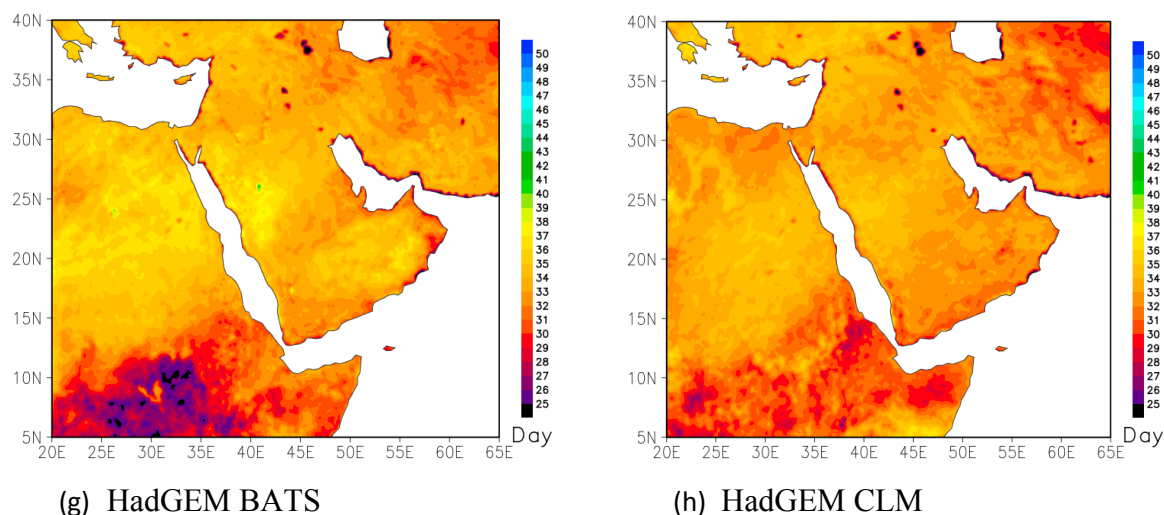 40N
35N
30N
25N
20N
15N
10N
5N
20E 25E 30E 35E 40E 45E 50E 55E 60E 65E
50
49
48
47
46
45
44
43
42
41
40
39
38
37
36
35
34
33
32
31
30
29
28
27
26
25
Day
(g) HadGEM BATS
40N
35N
30N
25N
20N
15N
10N
5N
20E 25E 30E 35E 40E 45E 50E 55E 60E 65E
50
49
48
47
46
45
44
43
42
41
40
39
38
37
36
35
34
33
32
31
30
29
28
27
26
25
Day
(h) HadGEM CLM